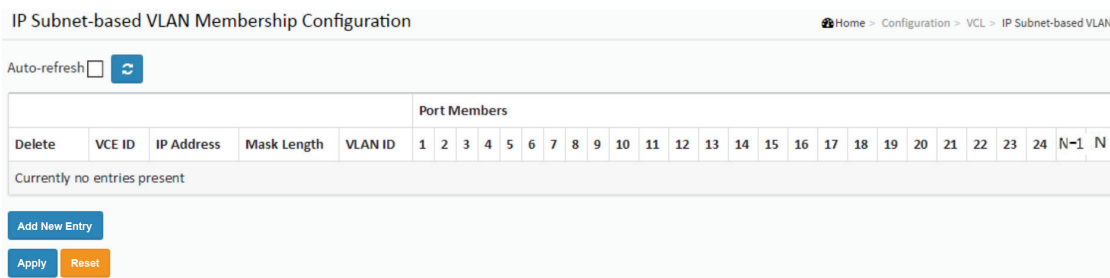 IP Subnet-based VLAN Membership Configuration
Home > Configuration > VCL > IP Subnet-based VLAN
Auto-refresh
Port Members
Delete VCE ID IP Address Mask Length VLAN ID 1 2 3 4 5 6 7 8 9 10 11 12 13 14 15 16 17 18 19 20 21 22 23 24 N-1 N
Currently no entries present
Add New Entry
Apply Reset